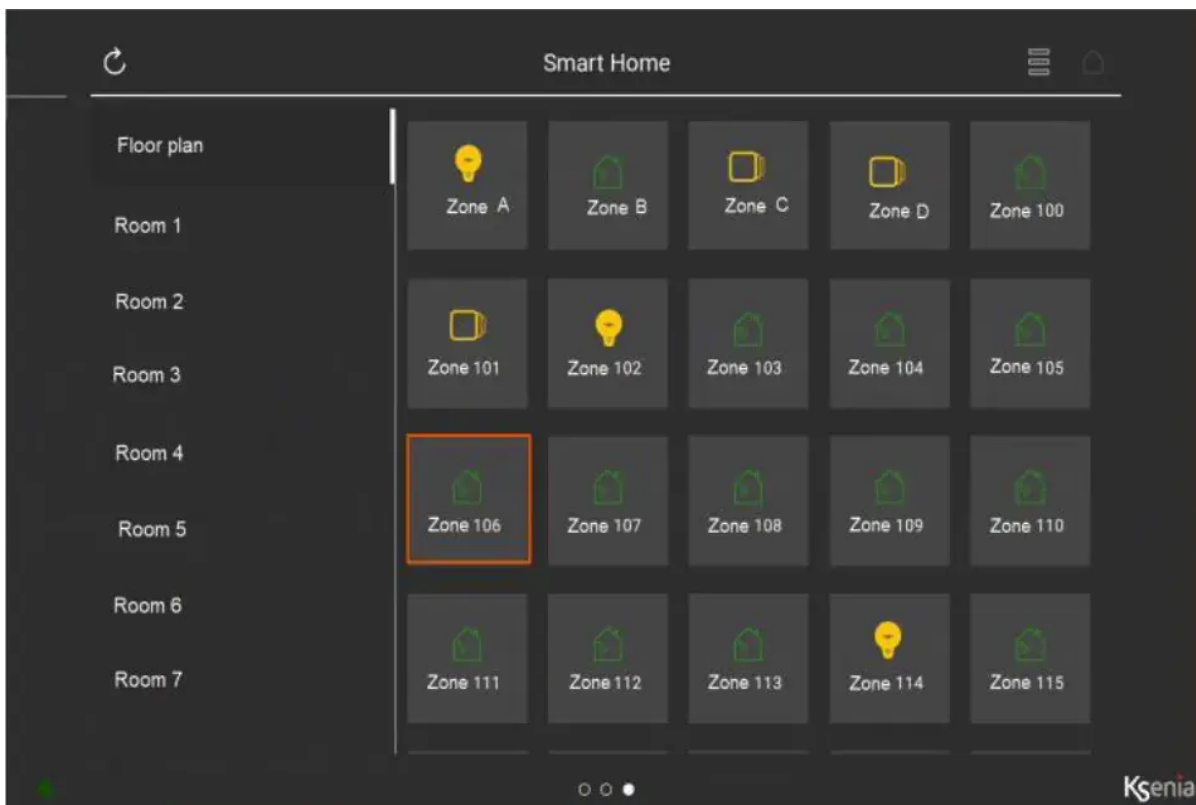 Smart Home
Floor plan
Room 1
Room 2
Room 3
Room 4
Room 5
Room 6
Room 7
Zone A
Zone B
Zone C
Zone D
Zone 100
Zone 101
Zone 102
Zone 103
Zone 104
Zone 105
Zone 106
Zone 107
Zone 108
Zone 109
Zone 110
Zone 111
Zone 112
Zone 113
Zone 114
Zone 115
Ksenia